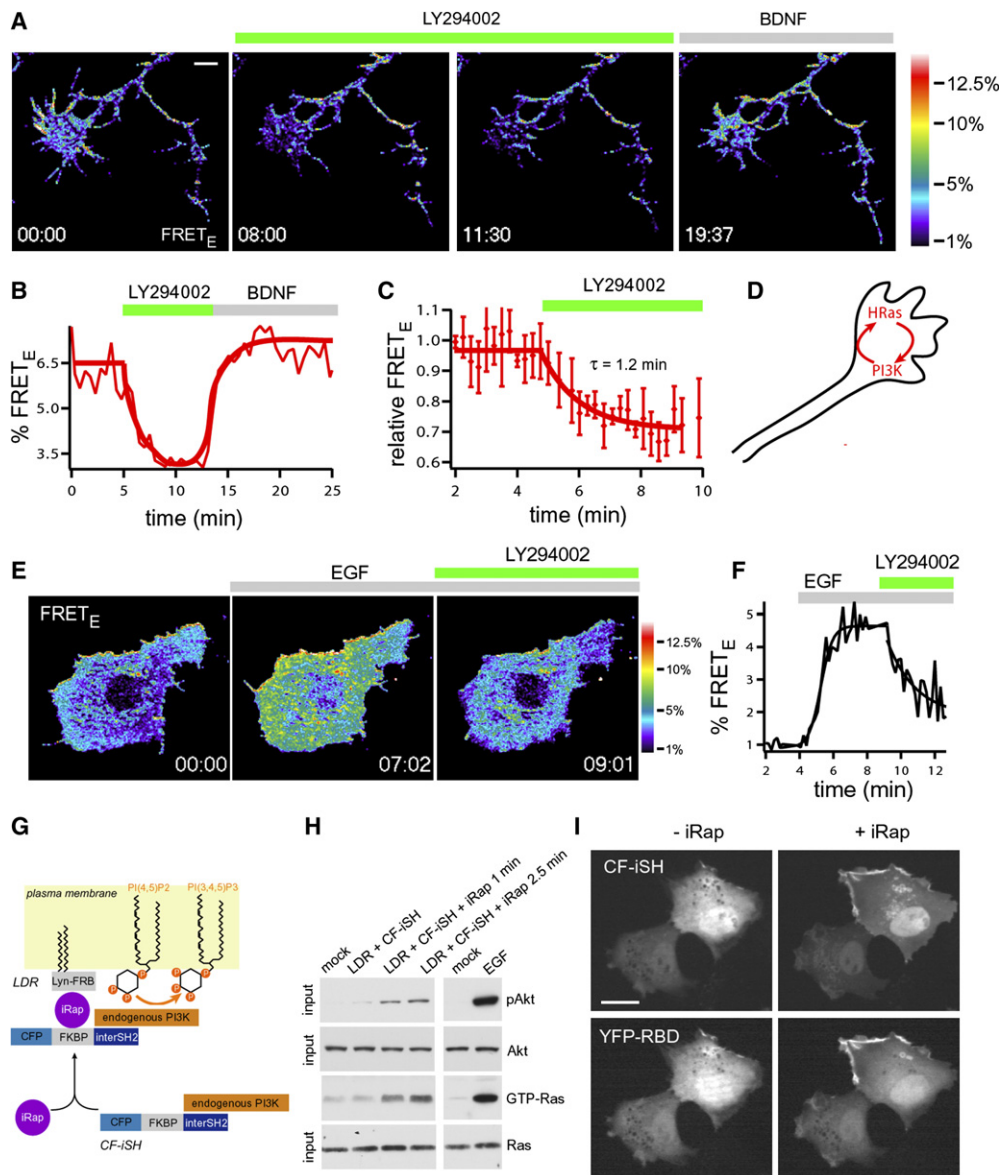 A
LY294002
BDNF
00:00
FRETE
08:00
11:30
19:37
12.5%
10%
5%
1%
B
LY294002
BDNF
% FRETE
6.5
5.0
3.5
0 5 10 15 20 25
time (min)
C
LY294002
relative FRETE
1.1
1.0
0.9
0.8
0.7
0.6
τ = 1.2 min
2 4 6 8 10
time (min)
D
HRas
PI3K
E
EGF
LY294002
FRETE
00:00
07:02
09:01
12.5%
10%
5%
1%
F
LY294002
EGF
% FRETE
5
4
3
2
1
2 4 6 8 10 12
time (min)
G
plasma membrane
PI(4,5)P2
PI(3,4,5)P3
LDR
Lyn-FRB
P P P P P P P
iRap
endogenous PI3K
CFP FKBP interSH2
iRap
endogenous PI3K
CFP FKBP interSH2
CF-iSH
H
mock
LDR + CF-iSH
LDR + CF-iSH + iRap 1 min
LDR + CF-iSH + iRap 2.5 min
mock
EGF
input
input
pAkt
input
input
Akt
input
input
GTP-Ras
input
input
Ras
I
- iRap
+ iRap
CF-iSH
YFP-RBD